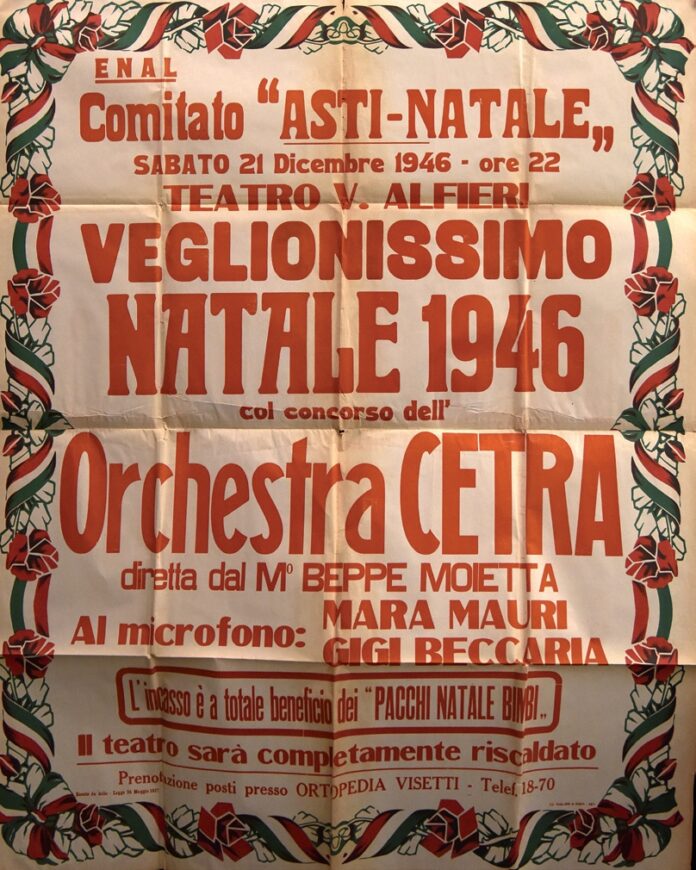 ENAL
Comitato "ASTI-NATALE„
SABATO 21 Dicembre 1946 - ore 22
TEATRO V. ALFIERI
VEGLIONISSIMO
NATALE 1946
col concorso dell'
Orchestra CETRA
diretta dal Mº BEPPE MOIETTA
Al microfono: MARA MAURI
GIGI BECCARIA
L'incasso è a totale beneficio dei "PACCHI NATALE BIMBI„
Il teatro sarà completamente riscaldato
Prenotazione posti presso ORTOPEDIA VISETTI - Telef. 18-70